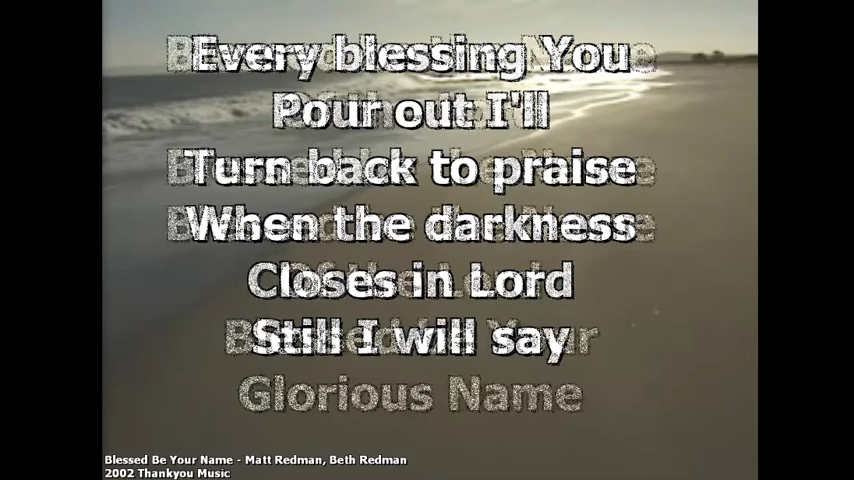 Every blessing You
Pour out I'll
Turn back to praise
When the darkness
Closes in Lord
Still I will say
Glorious Name
Blessed Be Your Name - Matt Redman, Beth Redman
2002 Thankyou Music